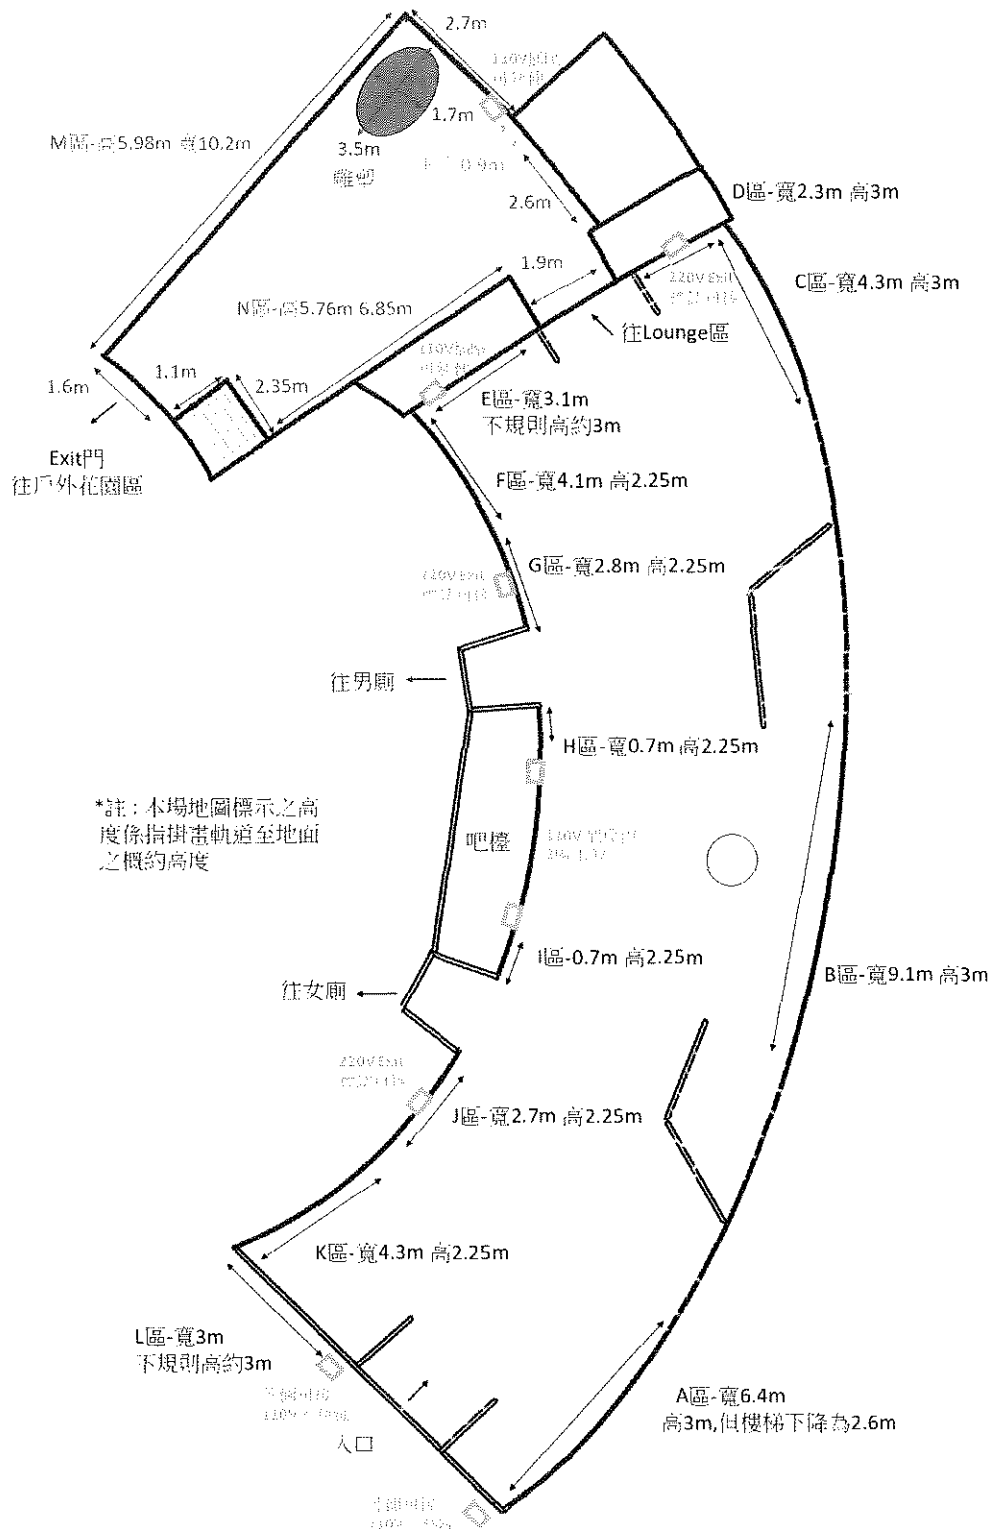 2.7m
1.7m
M區-高5.98m 寬10.2m
3.5m
雕塑
0.9m
2.6m
D區-寬2.3m 高3m
1.9m
220V Exit
C區-寬4.3m 高3m
N區-高5.76m 6.85m
往Lounge區
1.1m
2.35m
1.6m
E區-寬3.1m
不規則高約3m
Exit門
往戶外花園區
F區-寬4.1m 高2.25m
G區-寬2.8m 高2.25m
220V Exit
往男廁
H區-寬0.7m 高2.25m
*註：本場地圖標示之高
度係指掛畫軌道至地面
之概約高度
吧檯
110V
I區-0.7m 高2.25m
往女廁
B區-寬9.1m 高3m
220V Exit
J區-寬2.7m 高2.25m
K區-寬4.3m 高2.25m
L區-寬3m
不規則高約3m
A區-寬6.4m
高3m,但樓梯下降為2.6m
入口